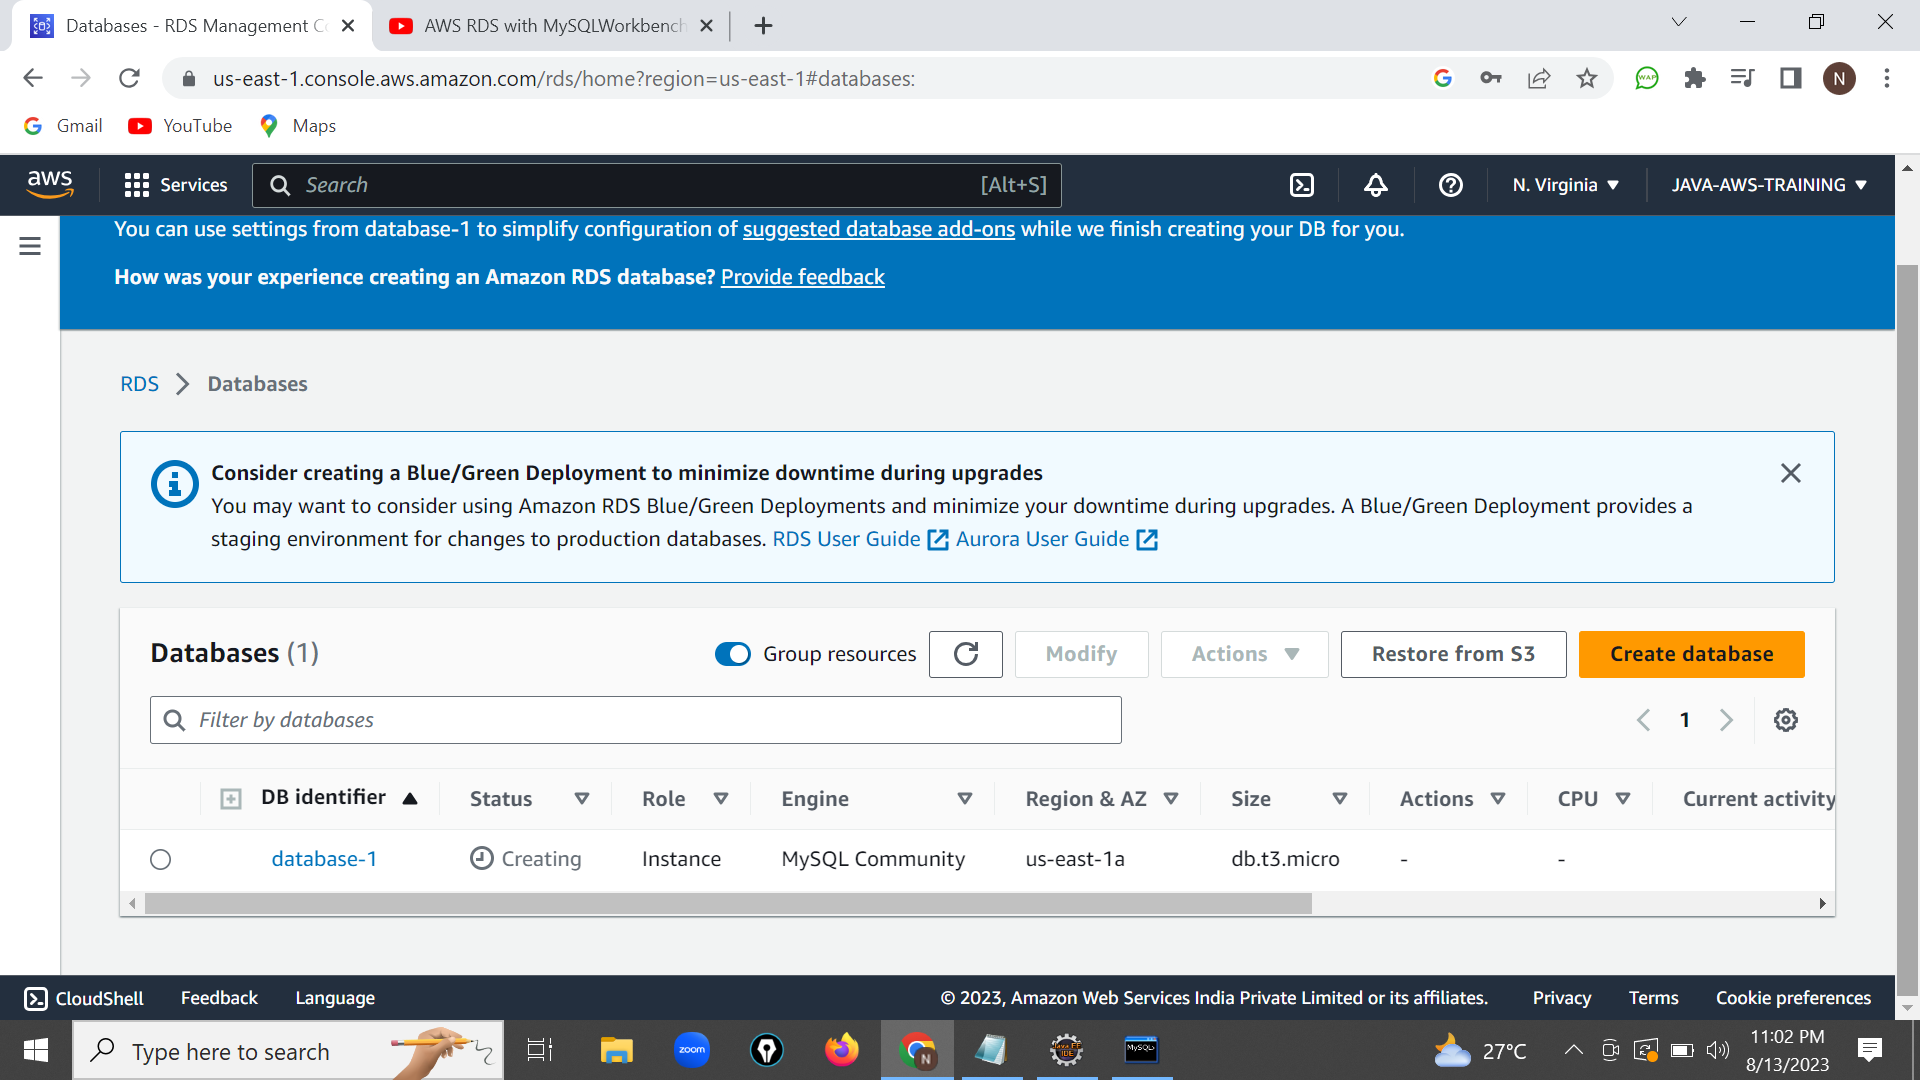 Databases - RDS Management Co
AWS RDS with MySQLWorkbench
us-east-1.console.aws.amazon.com/rds/home?region=us-east-1#databases:
WAP
N
Gmail
YouTube
Maps
aws
Services
Search
[Alt+S]
N. Virginia
JAVA-AWS-TRAINING
You can use settings from database-1 to simplify configuration of suggested database add-ons while we finish creating your DB for you.
How was your experience creating an Amazon RDS database? Provide feedback
RDS
Databases
Consider creating a Blue/Green Deployment to minimize downtime during upgrades
You may want to consider using Amazon RDS Blue/Green Deployments and minimize your downtime during upgrades. A Blue/Green Deployment provides a
staging environment for changes to production databases. RDS User Guide Aurora User Guide
Databases (1)
Group resources
Modify
Actions
Restore from S3
Create database
Filter by databases
1
DB identifier
Status
Role
Engine
Region & AZ
Size
Actions
CPU
Current activity
database-1
Creating
Instance
MySQL Community
us-east-1a
db.t3.micro
-
-
CloudShell
Feedback
Language
© 2023, Amazon Web Services India Private Limited or its affiliates.
Privacy
Terms
Cookie preferences
Type here to search
zoom
N
Java EE
IDE
MySQL>
27°C
11:02 PM
8/13/2023